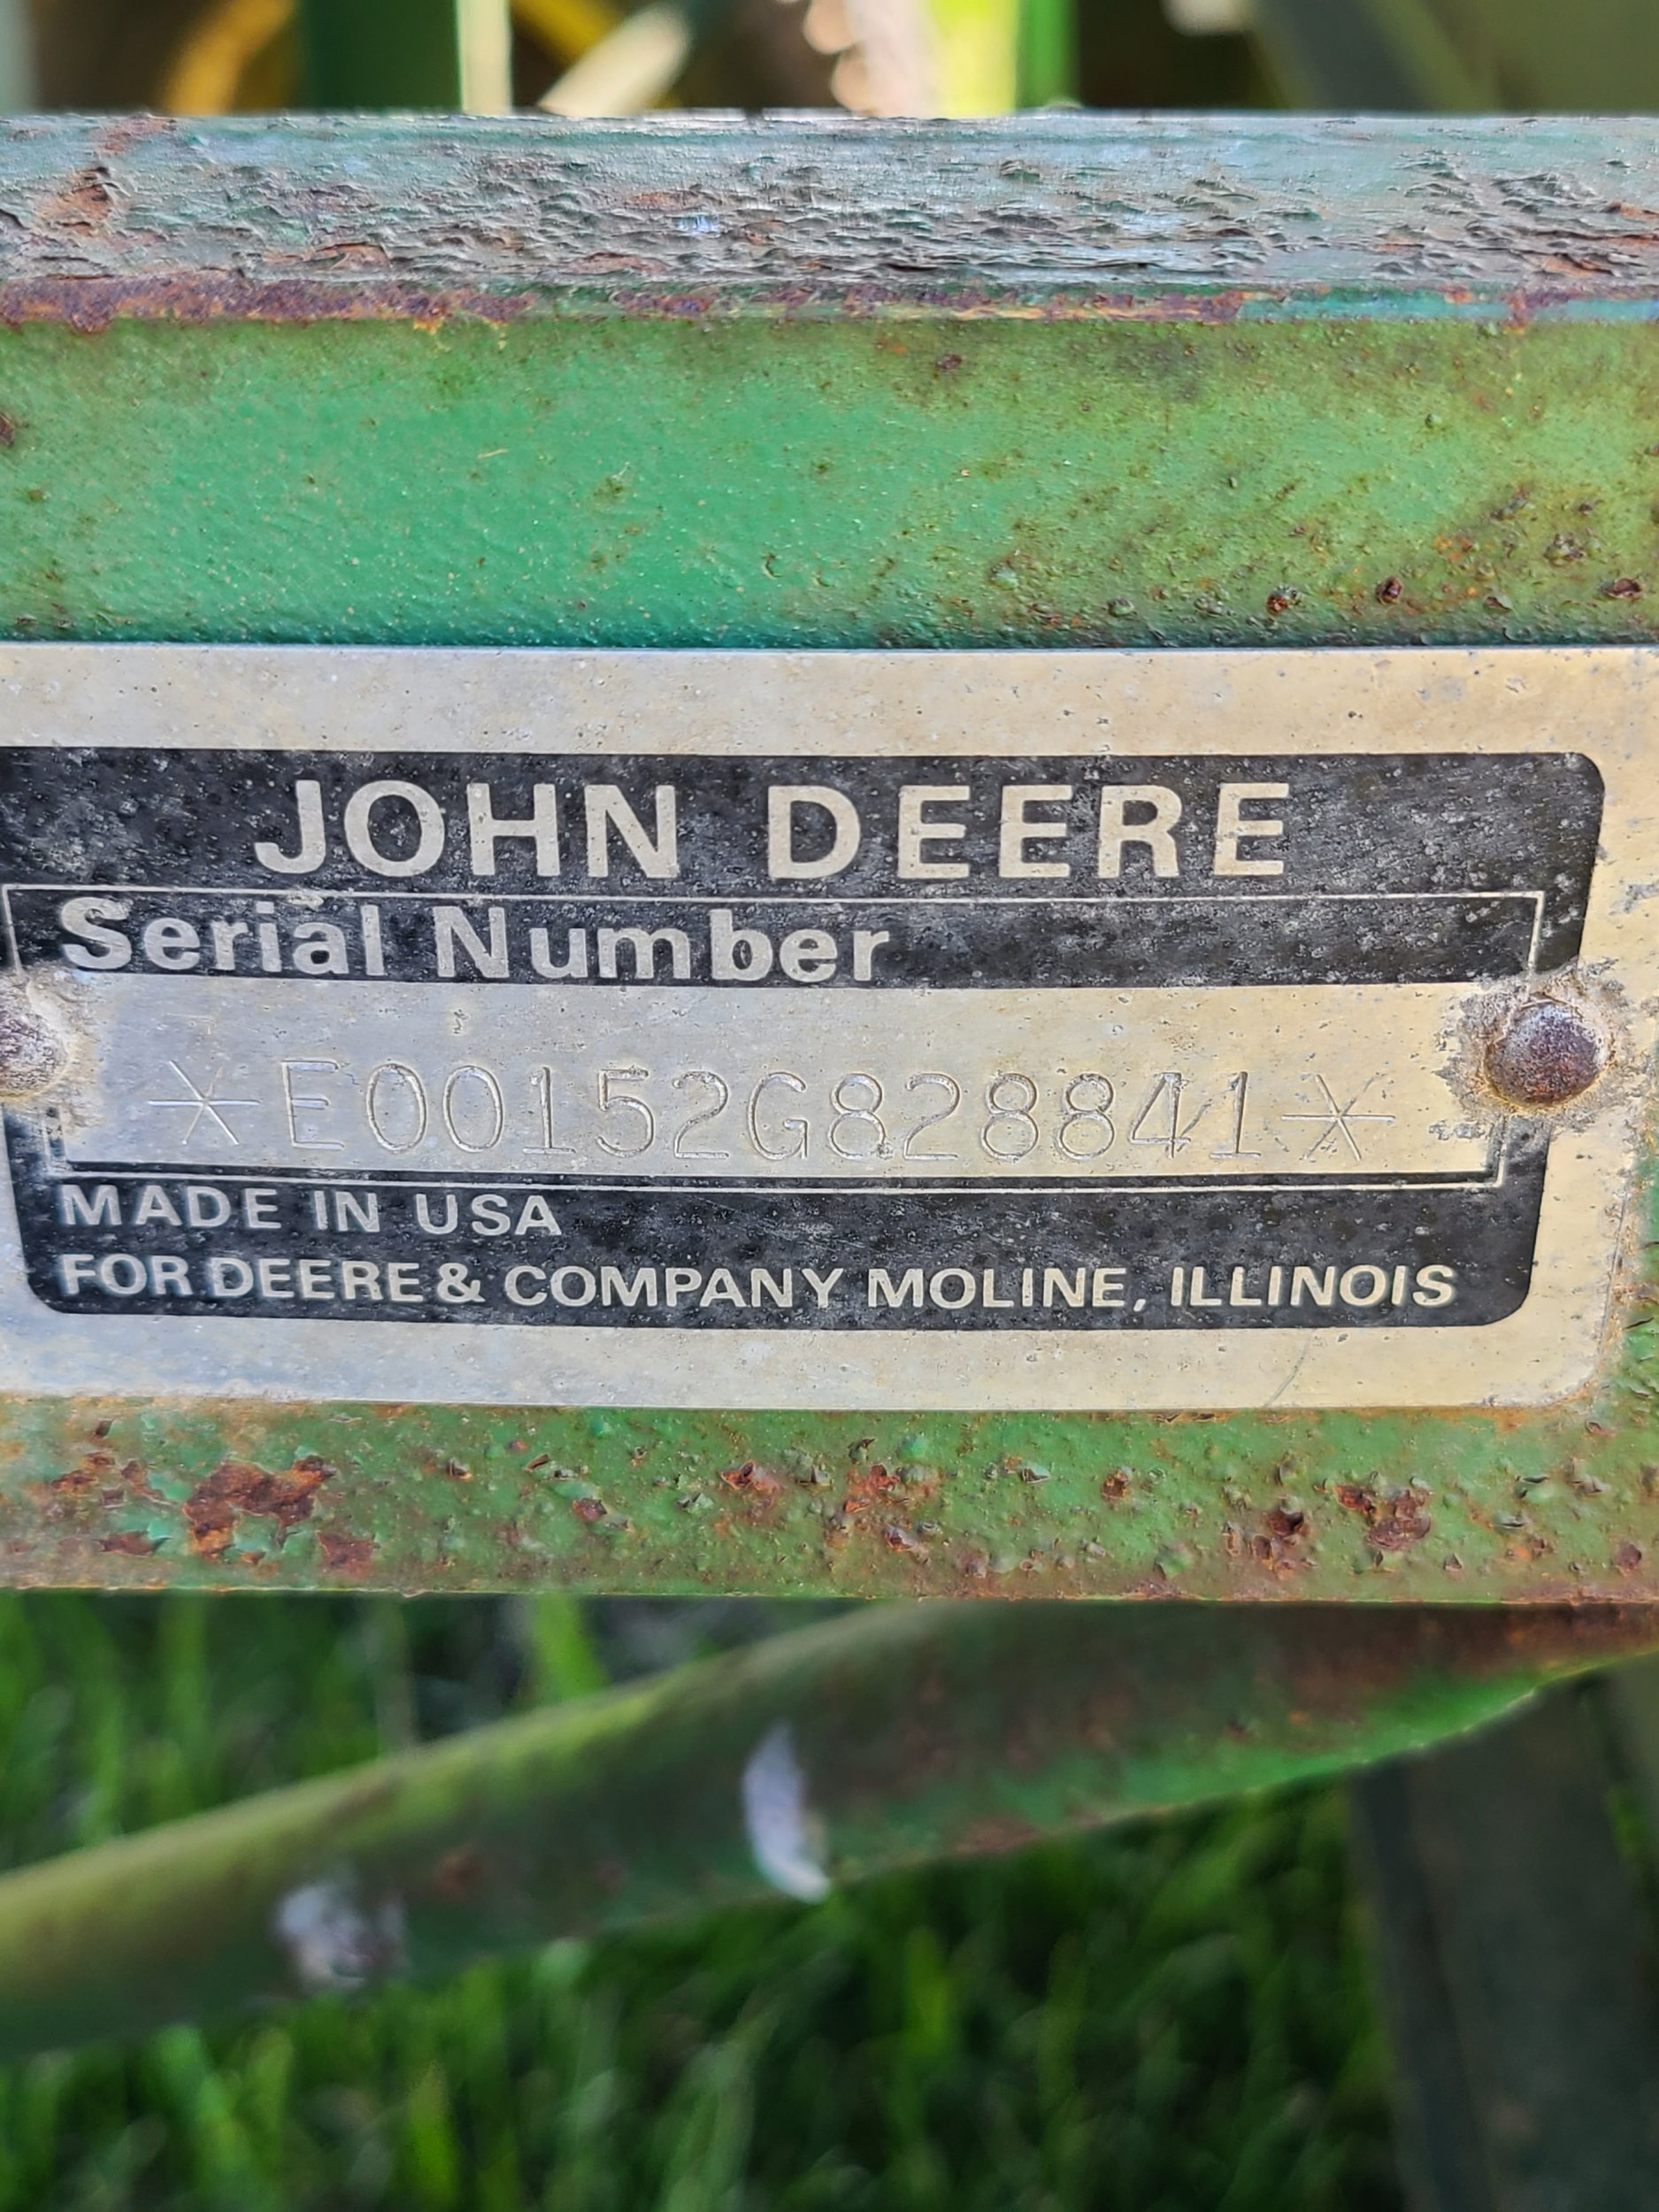 JOHN DEERE
Serial Number
*E00152G828841*
MADE IN USA
FOR DEERE & COMPANY MOLINE, ILLINOIS